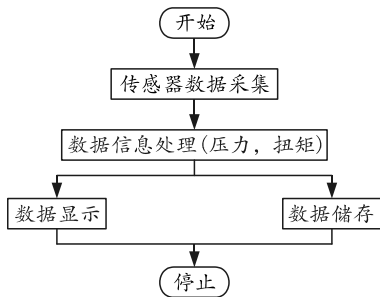 开始
传感器数据采集
数据信息处理(压力，扭矩)
数据显示
数据储存
停止